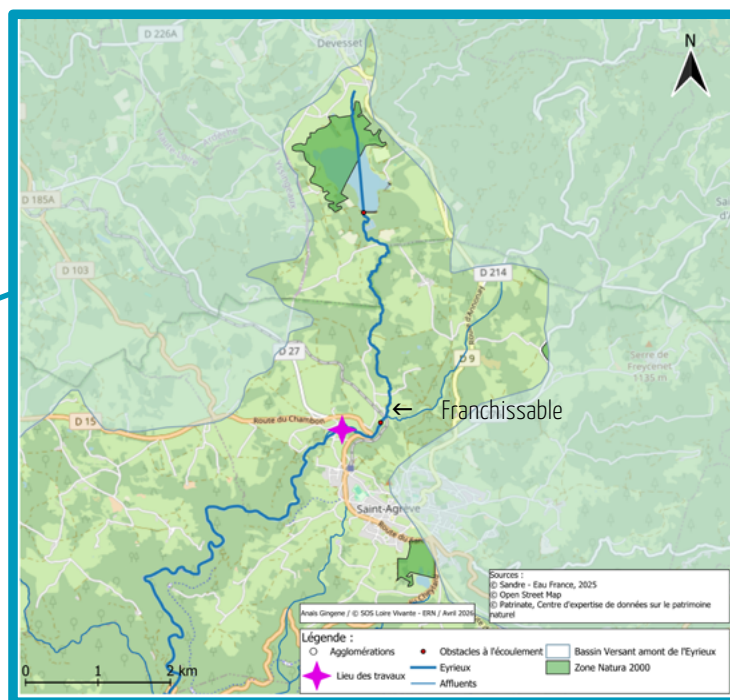 D 226A
Devesset
N
D 185A
D 103
D 214
D 27
D 9
Serre de
Freycenet
1135 m
D 15
Route du Chambon
← Franchissable
Saint-Agrève
Sources :
© Sandre - Eau France, 2025
© Open Street Map
© Patrinate, Centre d'expertise de données sur le patrimoine
naturel
Anaïs Gingene / © SOS Loire Vivante - ERN / Avril 2026
Légende :
Agglomérations
Obstacles à l'écoulement
Bassin Versant amont de l'Eyrieux
Lieu des travaux
Eyrieux
Zone Natura 2000
Affluents
0 1 2 km